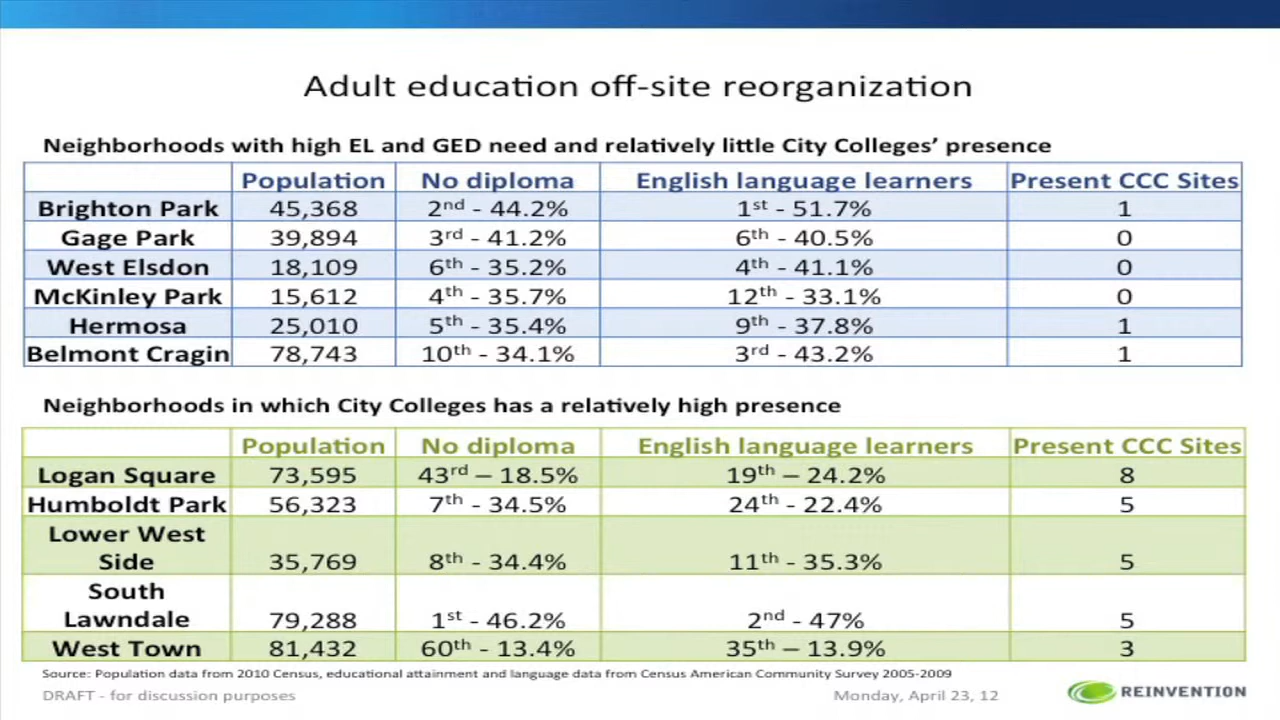 Adult education off-site reorganization
Neighborhoods with high EL and GED need and relatively little City Colleges' presence
Population No diploma English language learners Present CCC Sites
Brighton Park 45,368 2nd - 44.2% 1st - 51.7% 1
Gage Park 39,894 3rd - 41.2% 6th - 40.5% 0
West Elsdon 18,109 6th - 35.2% 4th - 41.1% 0
McKinley Park 15,612 4th - 35.7% 12th - 33.1% 0
Hermosa 25,010 5th - 35.4% 9th - 37.8% 1
Belmont Cragin 78,743 10th - 34.1% 3rd - 43.2% 1
Neighborhoods in which City Colleges has a relatively high presence
Population No diploma English language learners Present CCC Sites
Logan Square 73,595 43rd – 18.5% 19th – 24.2% 8
Humboldt Park 56,323 7th - 34.5% 24th - 22.4% 5
Lower West
Side 35,769 8th - 34.4% 11th - 35.3% 5
South
Lawndale 79,288 1st - 46.2% 2nd - 47% 5
West Town 81,432 60th - 13.4% 35th – 13.9% 3
Source: Population data from 2010 Census, educational attainment and language data from Census American Community Survey 2005-2009
DRAFT - for discussion purposes Monday, April 23, 12 REINVENTION